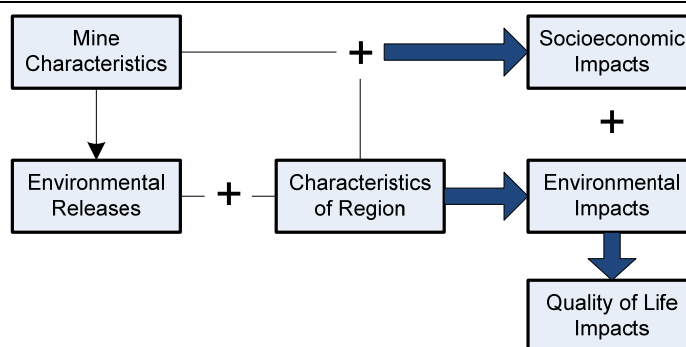 Mine
Characteristics
+
Socioeconomic
Impacts
+
Environmental
Releases
+
Characteristics
of Region
Environmental
Impacts
Quality of Life
Impacts